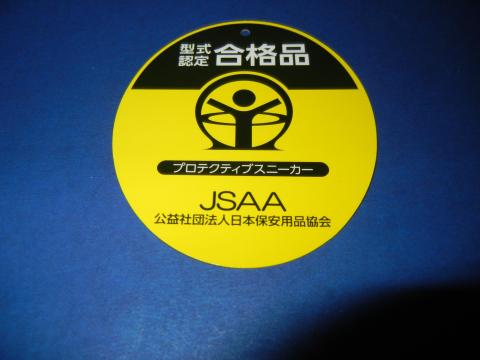 型式認定 合格品
プロテクティブスニーカー
JSAA
公益社団法人日本保安用品協会